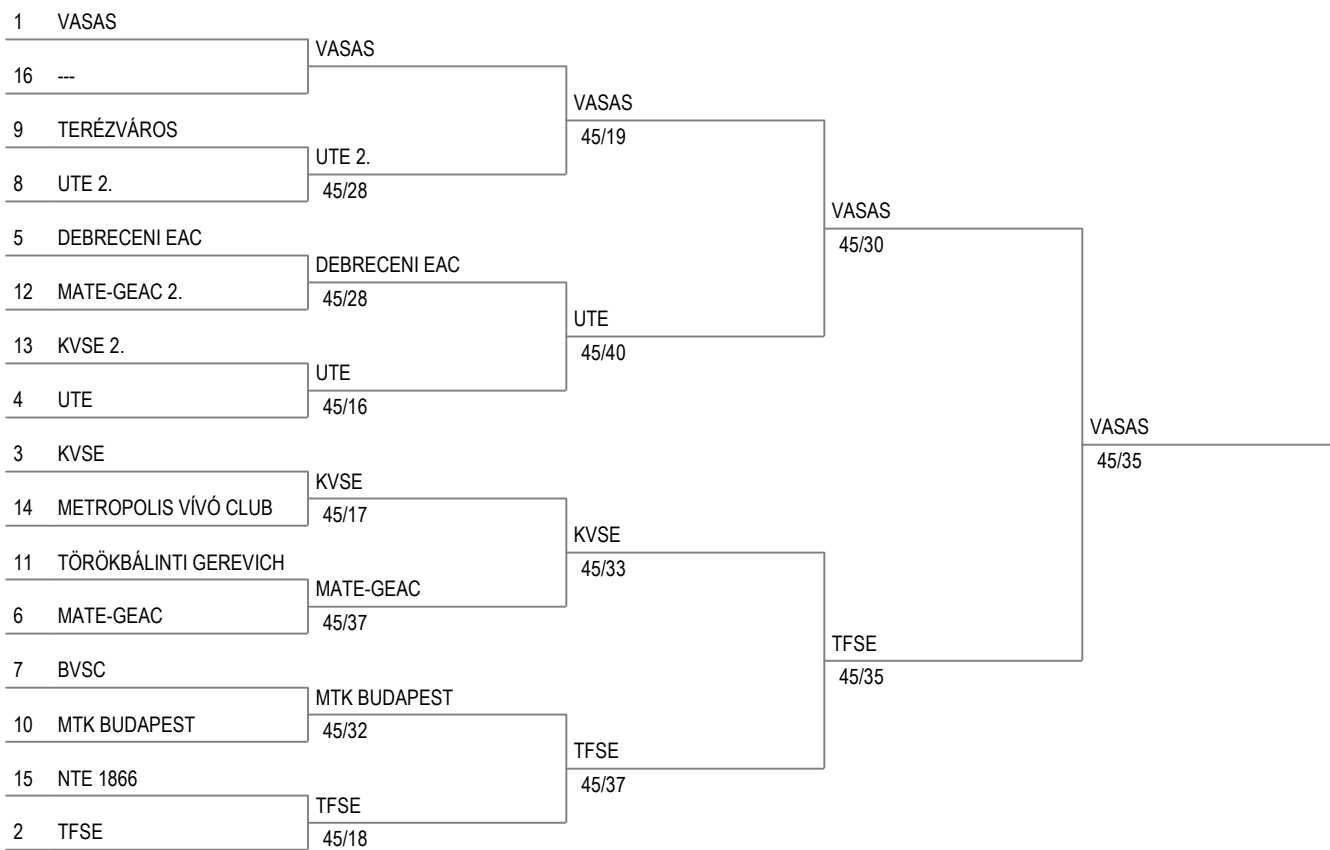 1 VASAS
16 ---
9 TERÉZVÁROS
8 UTE 2.
5 DEBRECENI EAC
12 MATE-GEAC 2.
13 KVSE 2.
4 UTE
3 KVSE
14 METROPOLIS VÍVÓ CLUB
11 TÖRÖKBÁLINTI GEREVICH
6 MATE-GEAC
7 BVSC
10 MTK BUDAPEST
15 NTE 1866
2 TFSE
VASAS
UTE 2.
45/28
DEBRECENI EAC
45/28
UTE
45/16
KVSE
45/17
MATE-GEAC
45/37
MTK BUDAPEST
45/32
TFSE
45/18
VASAS
45/19
UTE
45/40
KVSE
45/33
TFSE
45/37
VASAS
45/30
TFSE
45/35
VASAS
45/35